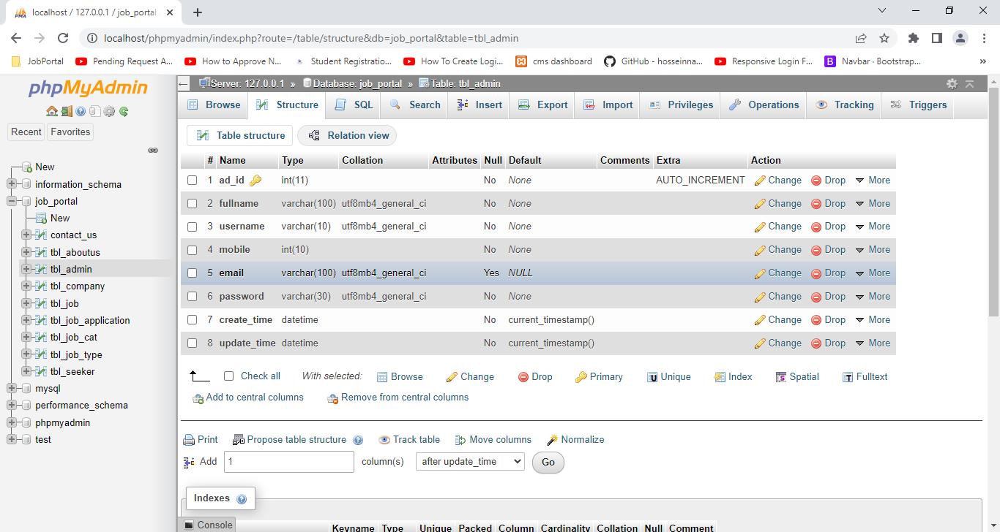 localhost / 127.0.0.1 / job_portal
localhost/phpmyadmin/index.php?route=/table/structure&db=job_portal&table=tbl_admin
JobPortal Pending Request A... How to Approve N... Student Registratio... How To Create Logi... cms dashboard GitHub - hosseinna... Responsive Login F... Navbar · Bootstrap... »
phpMyAdmin
Recent Favorites
New
information_schema
job_portal
New
contact_us
tbl_aboutus
tbl_admin
tbl_company
tbl_job
tbl_job_application
tbl_job_cat
tbl_job_type
tbl_seeker
mysql
performance_schema
phpmyadmin
test
Server: 127.0.0.1 » Database: job_portal » Table: tbl_admin
Browse Structure SQL Search Insert Export Import Privileges Operations Tracking Triggers
Table structure Relation view
# Name Type Collation Attributes Null Default Comments Extra Action
1 ad_id int(11) No None AUTO_INCREMENT Change Drop More
2 fullname varchar(100) utf8mb4_general_ci No None Change Drop More
3 username varchar(10) utf8mb4_general_ci No None Change Drop More
4 mobile int(10) No None Change Drop More
5 email varchar(100) utf8mb4_general_ci Yes NULL Change Drop More
6 password varchar(30) utf8mb4_general_ci No None Change Drop More
7 create_time datetime No current_timestamp() Change Drop More
8 update_time datetime No current_timestamp() Change Drop More
Check all With selected: Browse Change Drop Primary Unique Index Spatial Fulltext
Add to central columns Remove from central columns
Print Propose table structure Track table Move columns Normalize
Add 1 column(s) after update_time Go
Indexes
Console
Keyname Type Unique Packed Column Cardinality Collation Null Comment